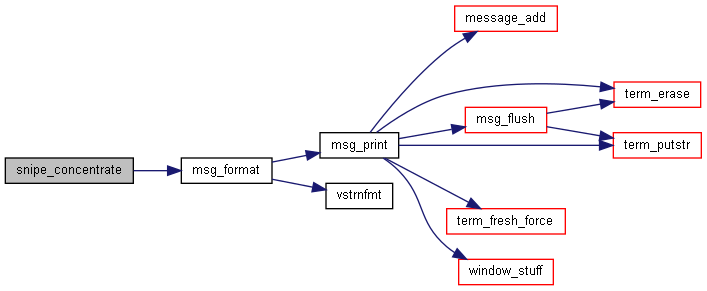 snipe_concentrate
msg_format
msg_print
vstrnfmt
message_add
msg_flush
term_erase
term_putstr
term_fresh_force
window_stuff